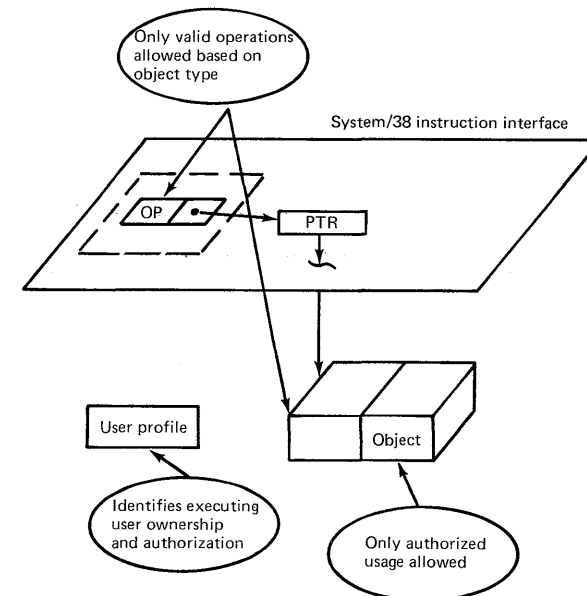 Only valid operations
allowed based on
object type
System/38 instruction interface
OP
PTR
User profile
Object
Identifies executing
user ownership
and authorization
Only authorized
usage allowed